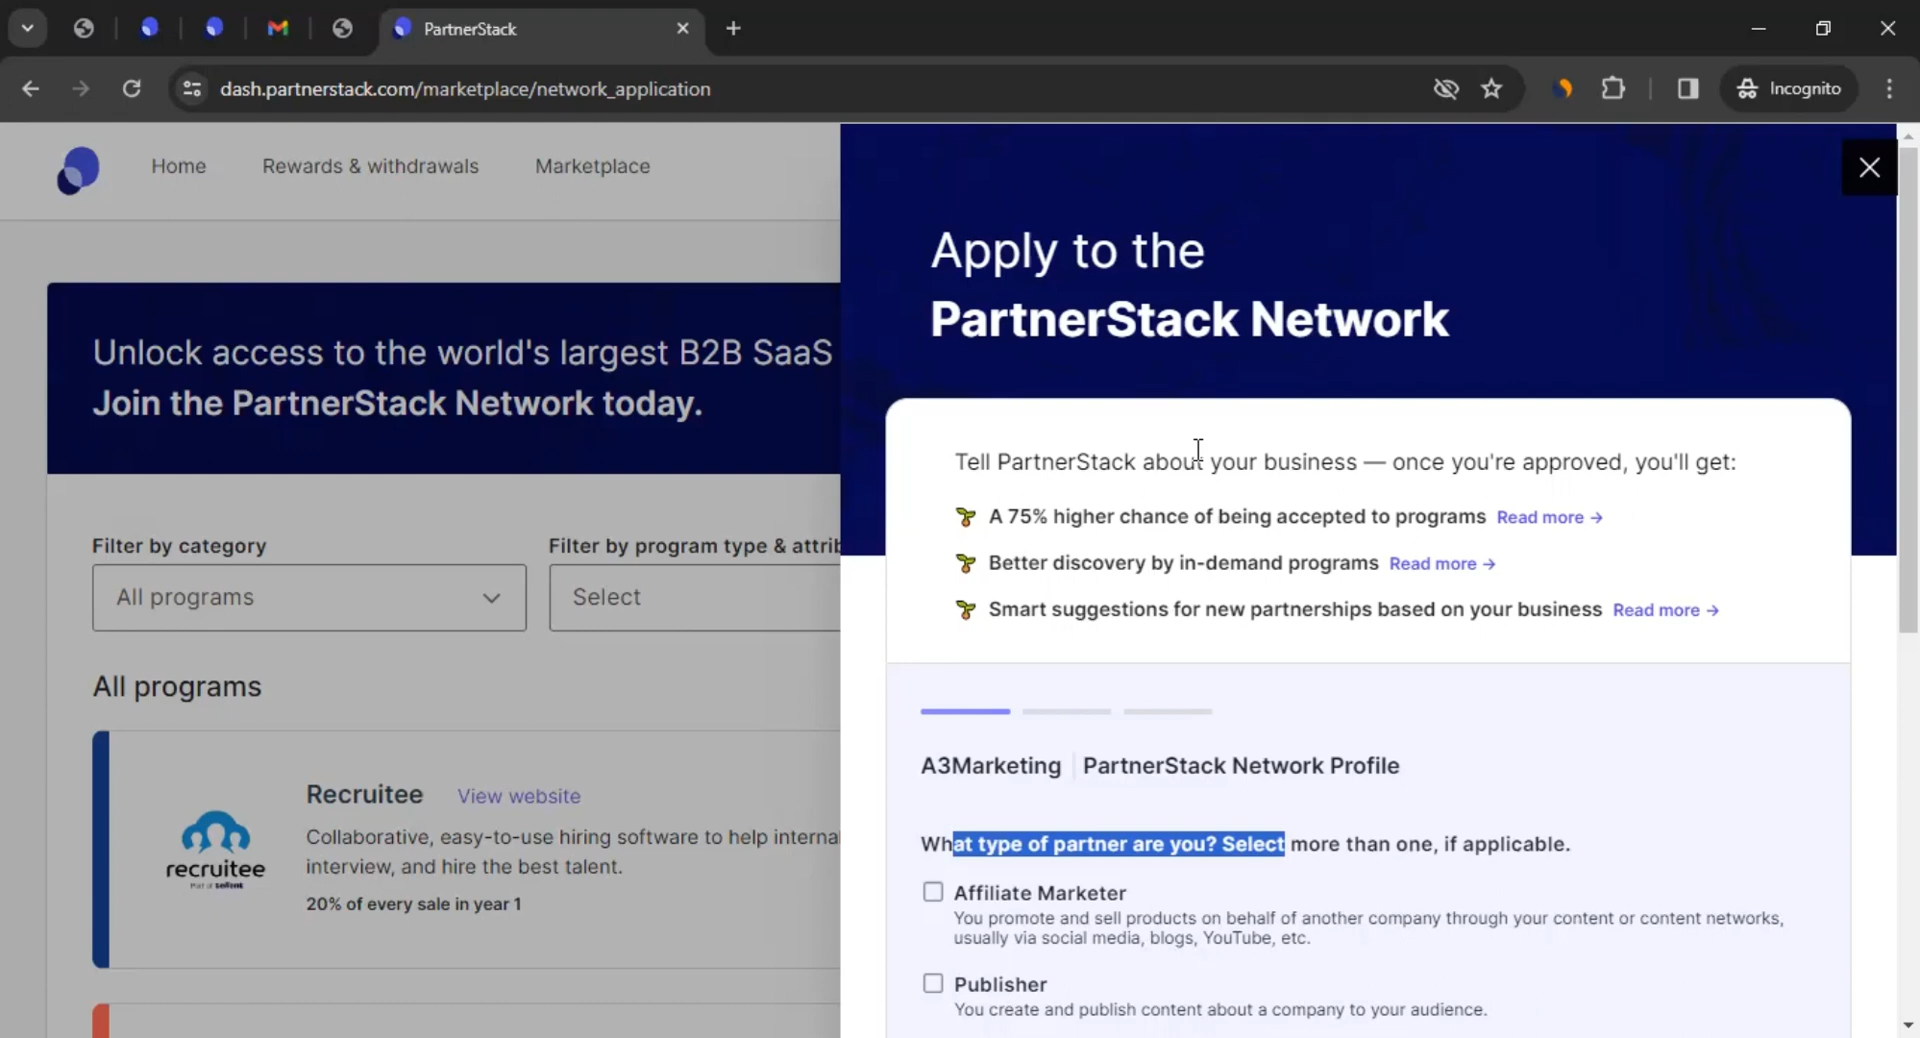 PartnerStack
dash.partnerstack.com/marketplace/network_application
Incognito
Home
Rewards & withdrawals
Marketplace
Unlock access to the world's largest B2B SaaS
Join the PartnerStack Network today.
Filter by category
All programs
Filter by program type & attrib
Select
All programs
Recruitee
View website
Collaborative, easy-to-use hiring software to help interna
interview, and hire the best talent.
20% of every sale in year 1
recruitee
Apply to the
PartnerStack Network
Tell PartnerStack about your business — once you're approved, you'll get:
A 75% higher chance of being accepted to programs Read more →
Better discovery by in-demand programs Read more →
Smart suggestions for new partnerships based on your business Read more →
A3Marketing | PartnerStack Network Profile
What type of partner are you? Select more than one, if applicable.
Affiliate Marketer
You promote and sell products on behalf of another company through your content or content networks,
usually via social media, blogs, YouTube, etc.
Publisher
You create and publish content about a company to your audience.